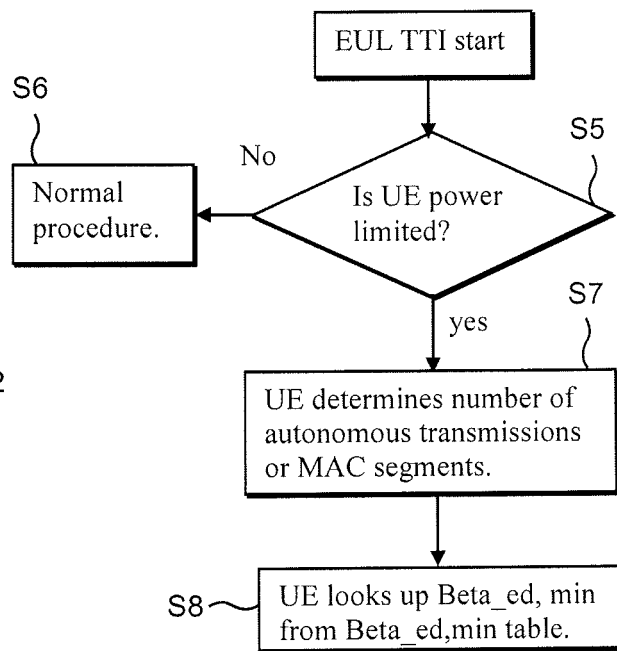 EUL TTI start
S6
S5
No
Normal
procedure.
Is UE power
limited?
S7
yes
2
UE determines number of
autonomous transmissions
or MAC segments.
S8
UE looks up Beta_ed, min
from Beta_ed,min table.